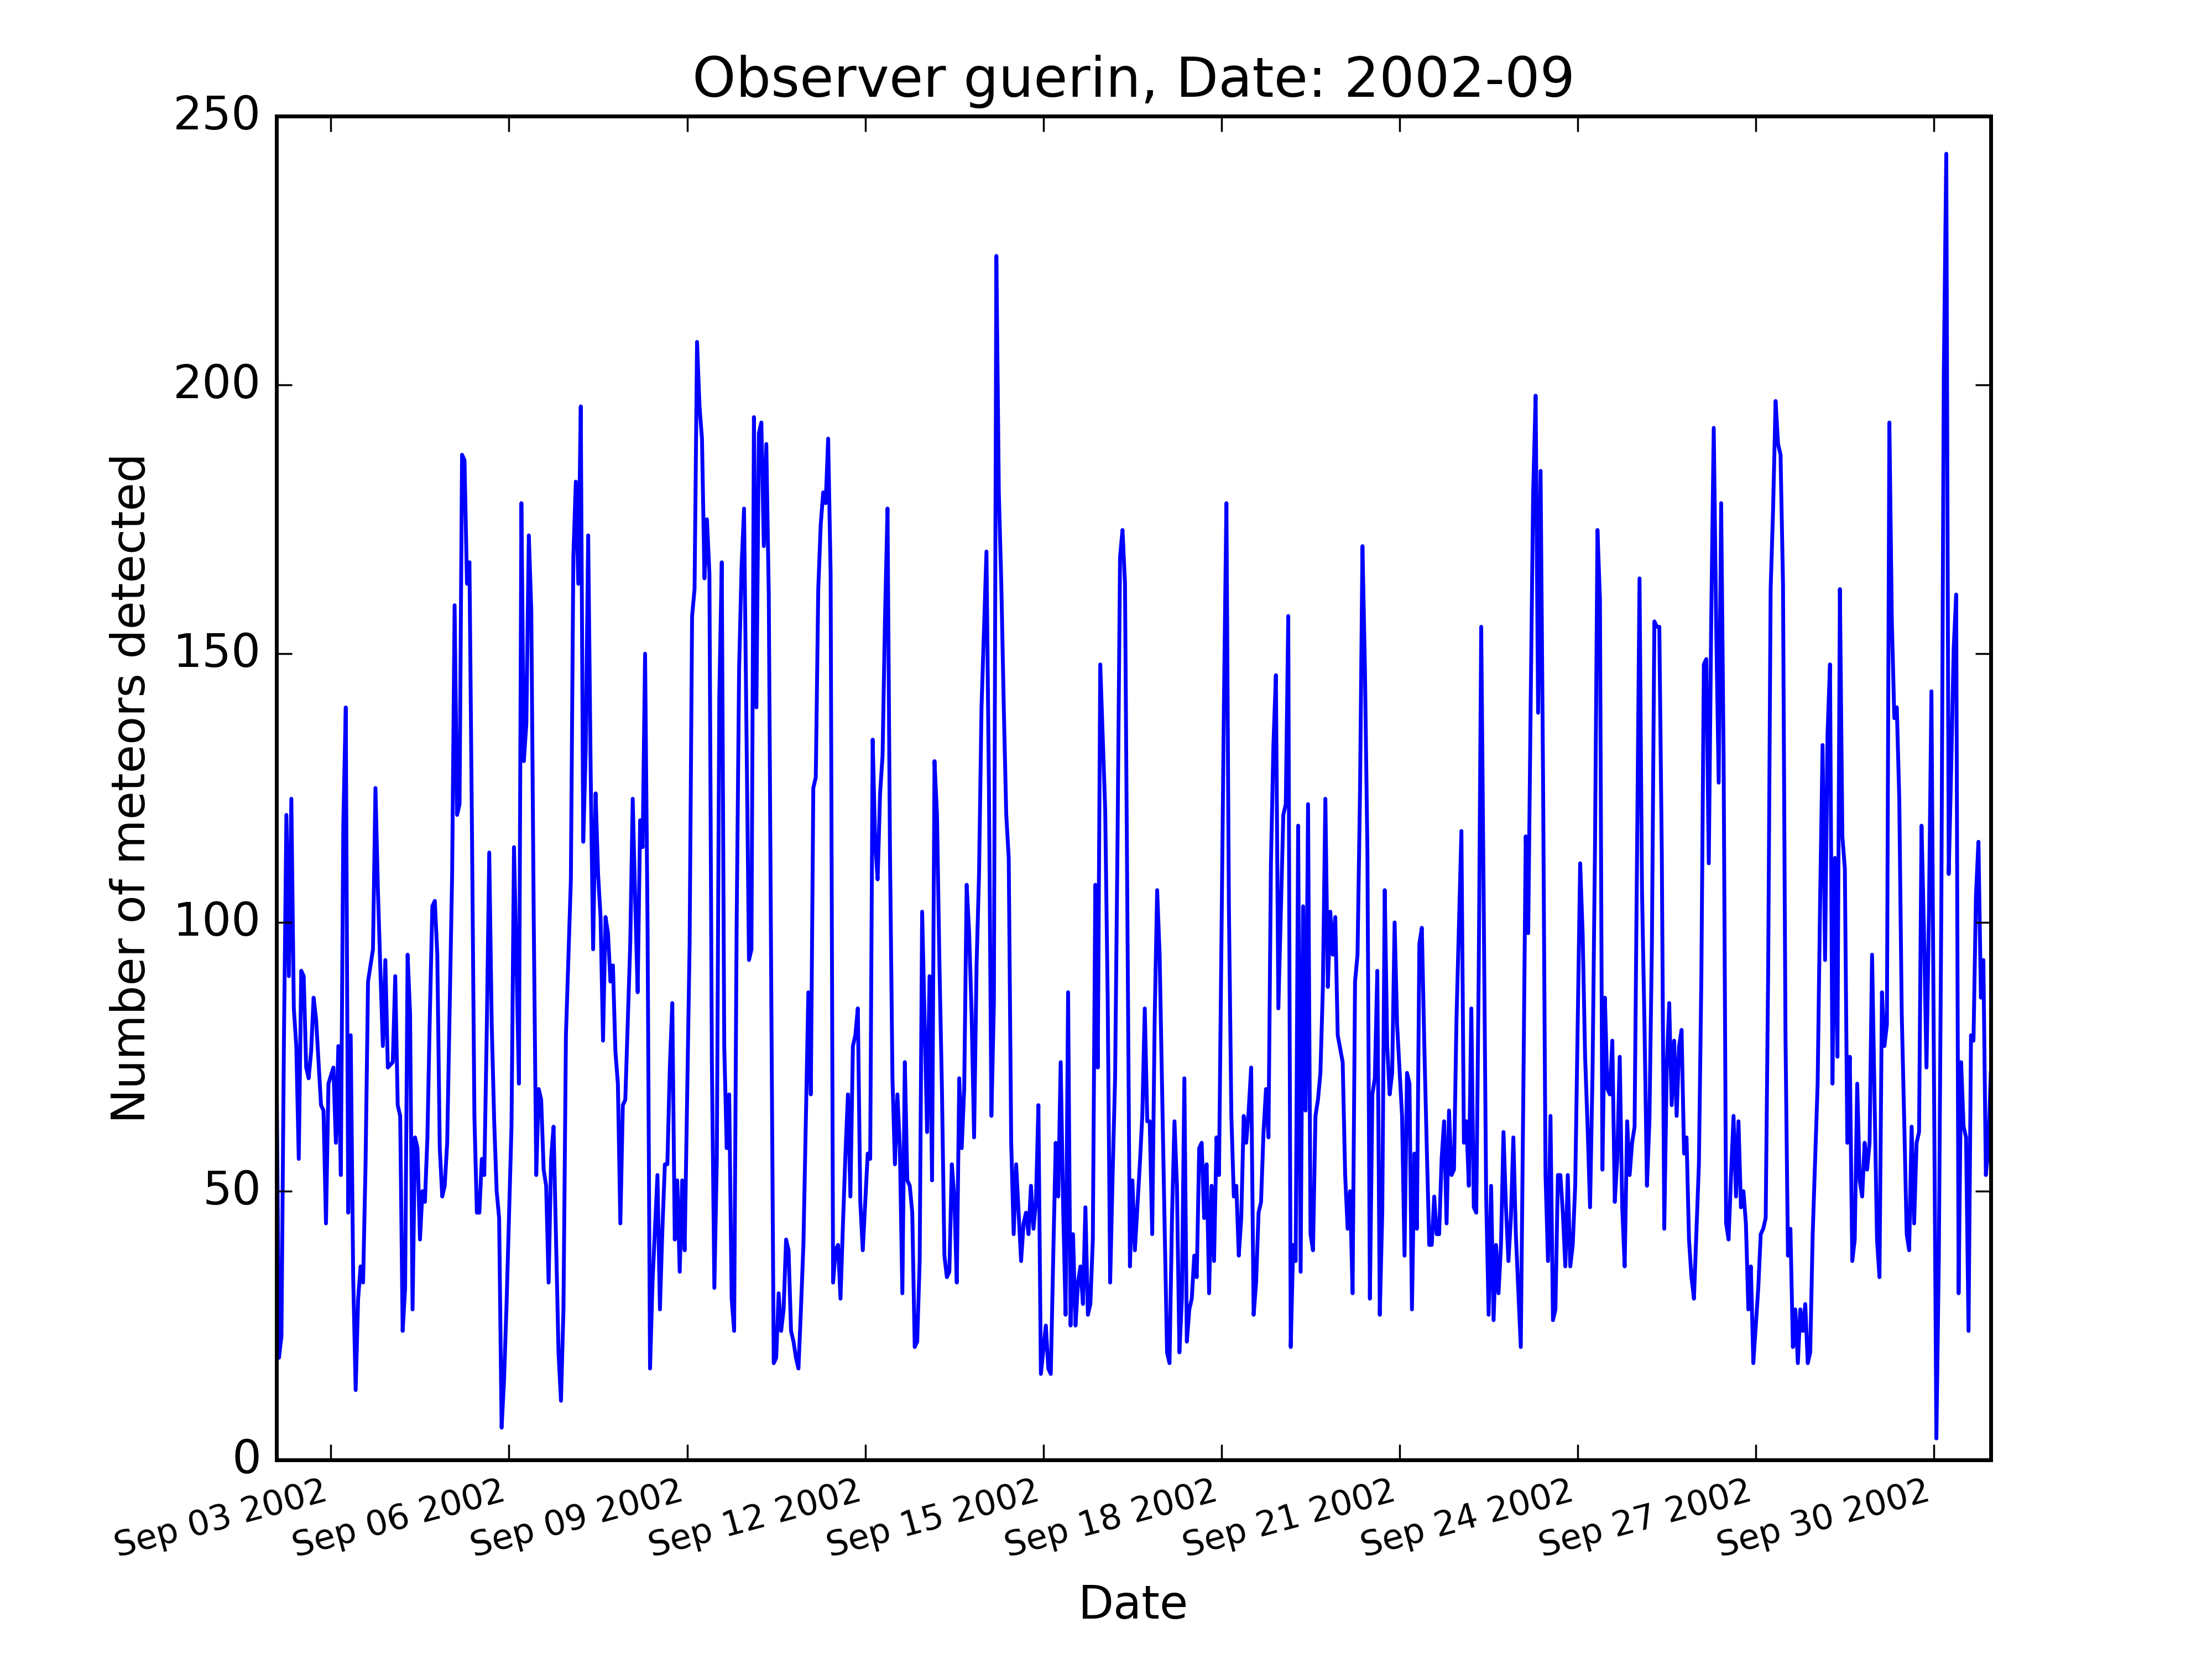 Observer guerin, Date: 2002-09
Number of meteors detected
250
200
150
100
50
0
Sep 03 2002
Sep 06 2002
Sep 09 2002
Sep 12 2002
Sep 15 2002
Sep 18 2002
Sep 21 2002
Sep 24 2002
Sep 27 2002
Sep 30 2002
Date